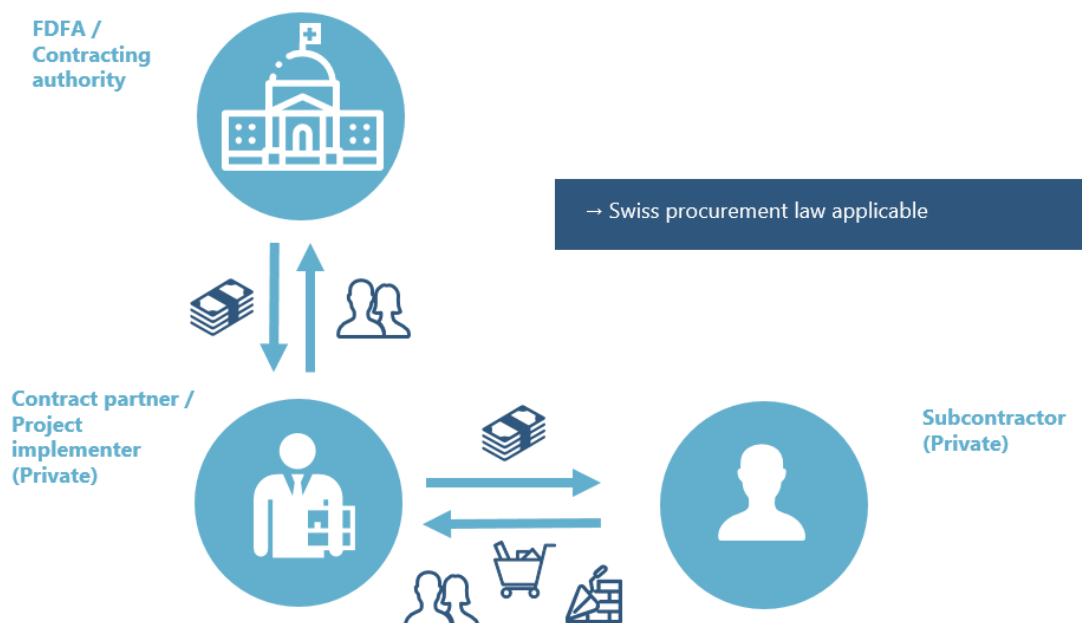 FDFA /
Contracting
authority
→ Swiss procurement law applicable
Contract partner /
Project
implementer
(Private)
Subcontractor
(Private)